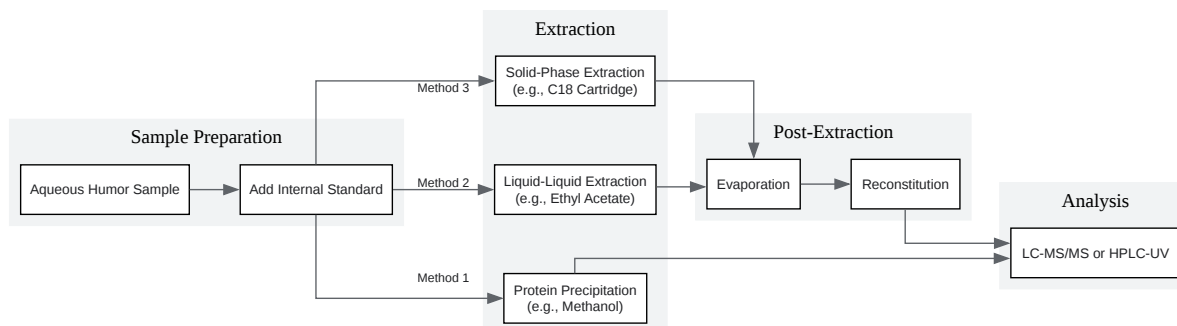 Extraction
Solid-Phase Extraction
(e.g., C18 Cartridge)
Method 3
Sample Preparation
Post-Extraction
Aqueous Humor Sample
Add Internal Standard
Method 2
Liquid-Liquid Extraction
(e.g., Ethyl Acetate)
Evaporation
Reconstitution
Analysis
LC-MS/MS or HPLC-UV
Method 1
Protein Precipitation
(e.g., Methanol)